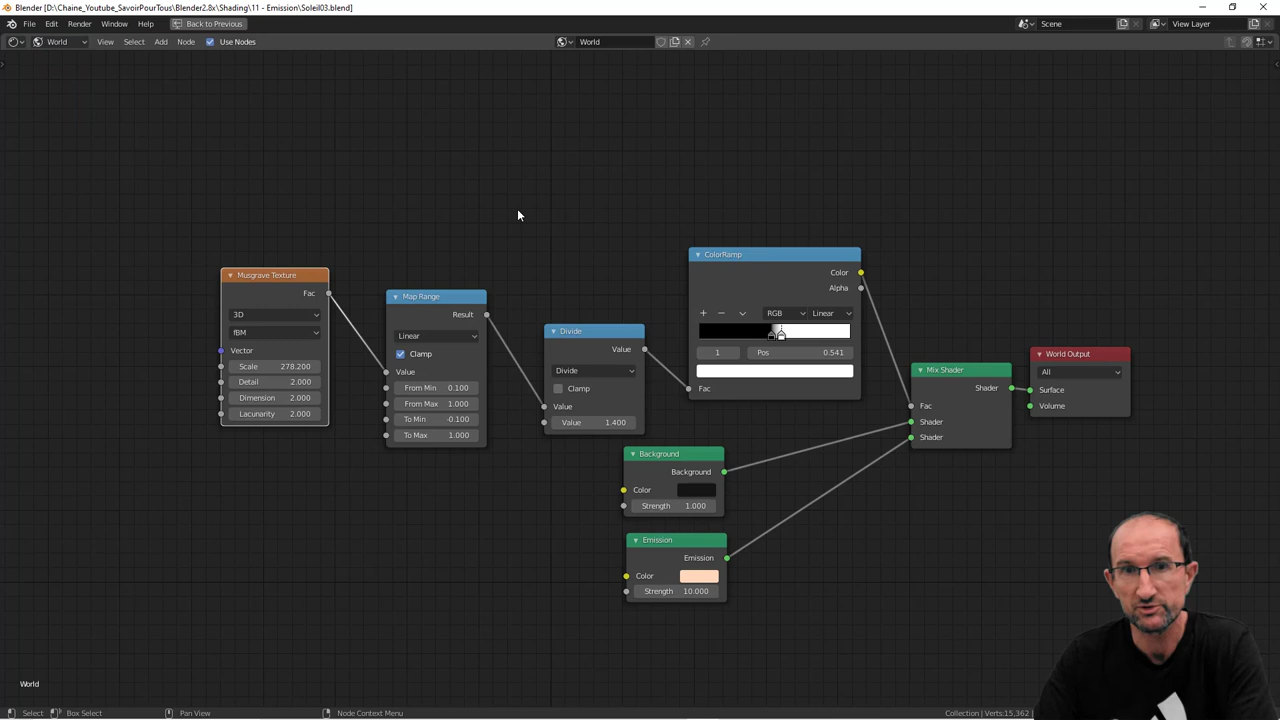 Blender [D:\Chaine_Youtube_SavoirPourTous\Blender2.8x\Shading\11 - Emission\Soleil03.blend]
File Edit Render Window Help Back to Previous Scene View Layer
World View Select Add Node Use Nodes World
Musgrave Texture
Fac
3D
fBM
Vector
Scale 278.200
Detail 2.000
Dimension 2.000
Lacunarity 2.000
Map Range
Result
Linear
Clamp
Value
From Min 0.100
From Max 1.000
To Min -0.100
To Max 1.000
Divide
Value
Divide
Clamp
Value
Value 1.400
ColorRamp
Color
Alpha
RGB Linear
1 Pos 0.541
Fac
Background
Background
Color
Strength 1.000
Emission
Emission
Color
Strength 10.000
Mix Shader
Shader
Fac
Shader
Shader
World Output
All
Surface
Volume
World
Select Box Select Pan View Node Context Menu Collection | Verts:15,362 |